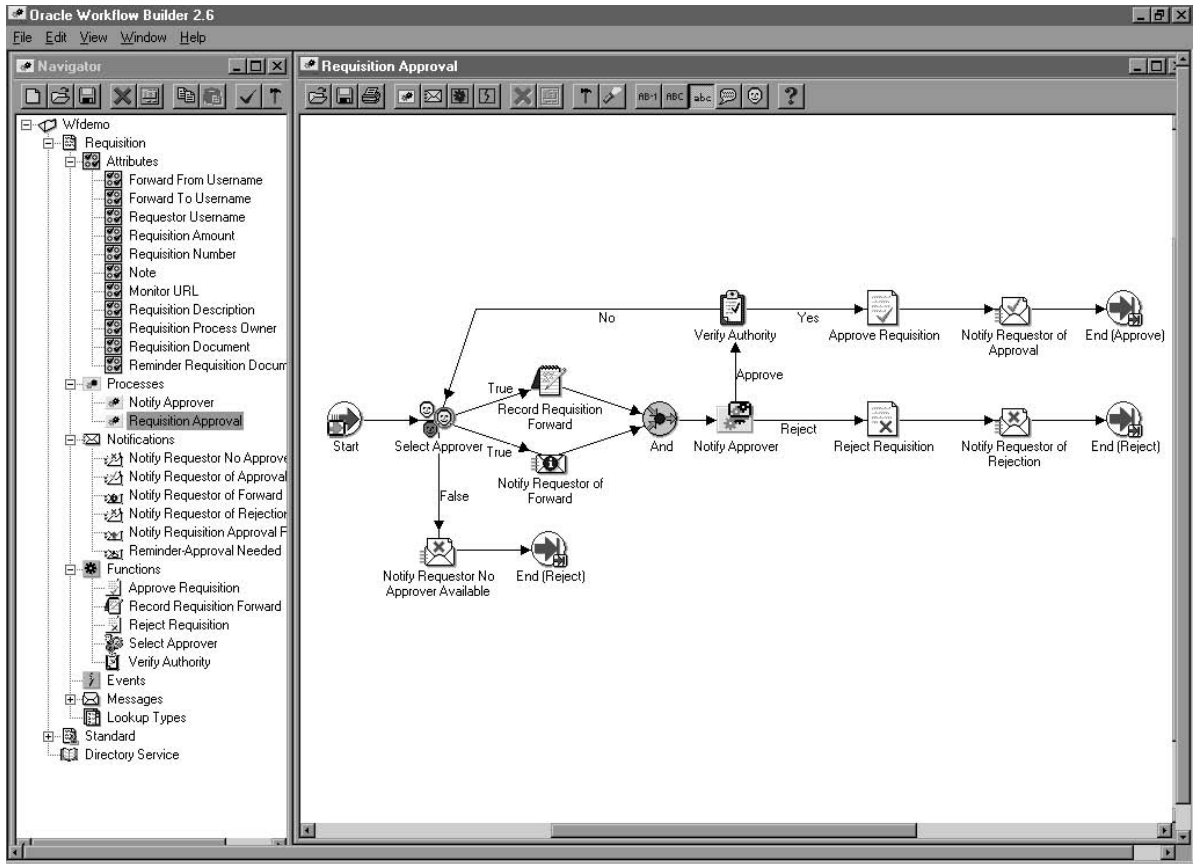 Oracle Workflow Builder 2.6
File Edit View Window Help
Navigator
Wfdemo
Requisition
Attributes
Forward From Username
Forward To Username
Requestor Username
Requisition Amount
Requisition Number
Note
Monitor URL
Requisition Description
Requisition Process Owner
Requisition Document
Reminder Requisition Docum
Processes
Notify Approver
Requisition Approval
Notifications
Notify Requestor No Approve
Notify Requestor of Approval
Notify Requestor of Forward
Notify Requestor of Rejection
Notify Requisition Approval F
Reminder-Approval Needed
Functions
Approve Requisition
Record Requisition Forward
Reject Requisition
Select Approver
Verify Authority
Events
Messages
Lookup Types
Standard
Directory Service
Requisition Approval
AB-1 ABC abc ?
No
Verify Authority
Yes
Approve Requisition
Notify Requestor of
Approval
End (Approve)
Approve
True
Record Requisition
Forward
Start
Select Approver
True
Notify Requestor of
Forward
And
Notify Approver
Reject
Reject Requisition
Notify Requestor of
Rejection
End (Reject)
False
Notify Requestor No
Approver Available
End (Reject)